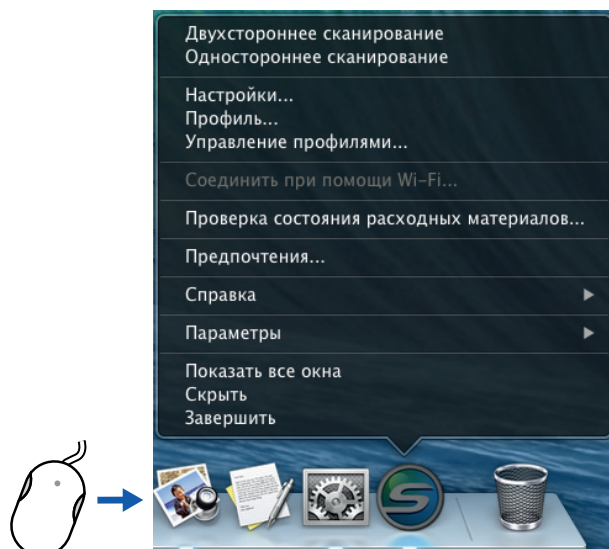 Двухстороннее сканирование
Одностороннее сканирование
Настройки...
Профиль...
Управление профилями...
Соединить при помощи Wi-Fi...
Проверка состояния расходных материалов...
Предпочтения...
Справка
Параметры
Показать все окна
Скрыть
Завершить
S